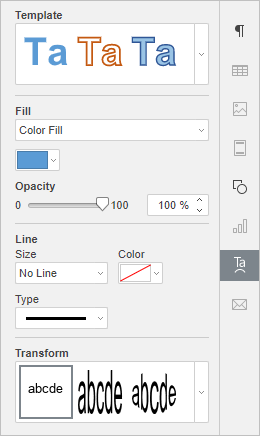 Template
Ta Ta Ta
¶
Fill
Color Fill
Opacity
0 100 100 %
Line
Size Color
No Line
Ta
Type
Transform
abcde abcde abcde